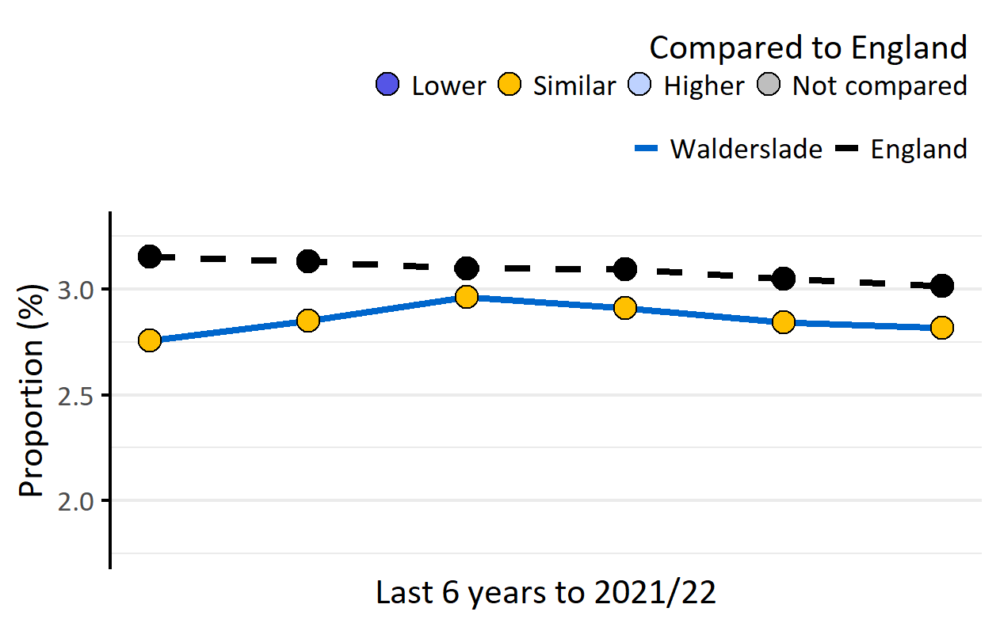 Compared to England
Lower Similar Higher Not compared
Walderslade England
Proportion (%)
3.0
2.5
2.0
Last 6 years to 2021/22